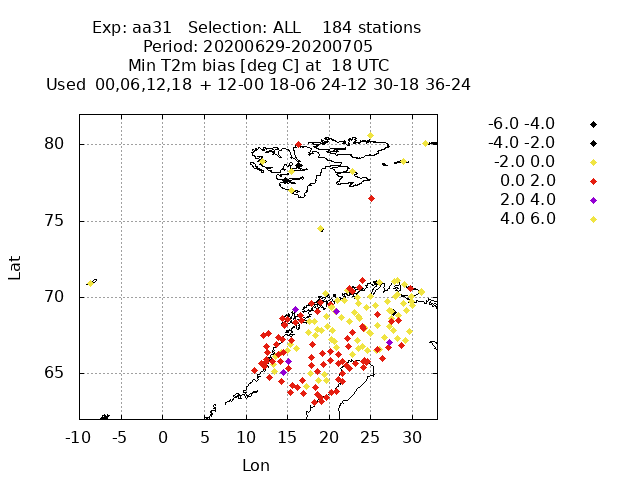 Exp: aa31   Selection: ALL    184 stations
Period: 20200629-20200705
Min T2m bias [deg C] at  18 UTC
Used  00,06,12,18  + 12-00 18-06 24-12 30-18 36-24
-6.0 -4.0
-4.0 -2.0
-2.0 0.0
0.0 2.0
2.0 4.0
4.0 6.0
80
75
70
65
Lat
-10 -5 0 5 10 15 20 25 30
Lon